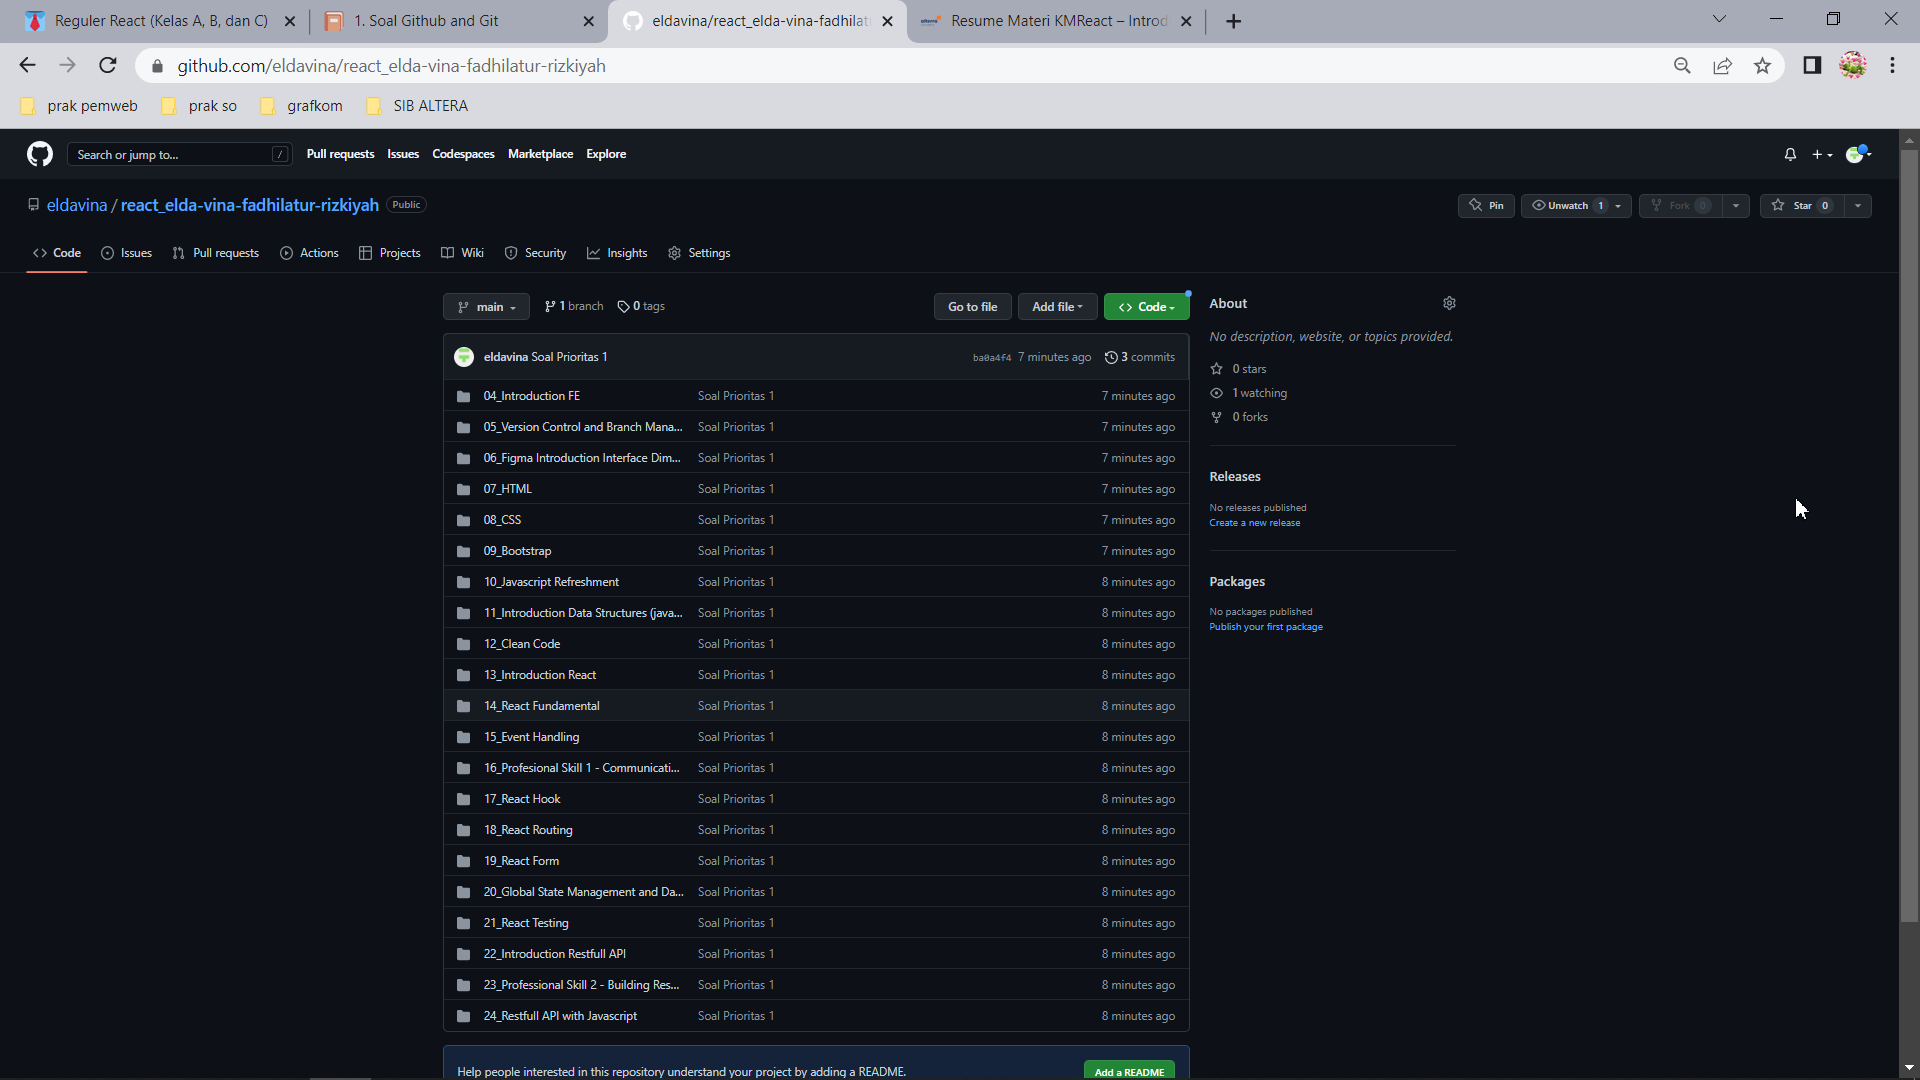 Reguler React (Kelas A, B, dan C)
1. Soal Github and Git
eldavina/react_elda-vina-fadhilat
Resume Materi KMReact – Introd
github.com/eldavina/react_elda-vina-fadhilatur-rizkiyah
prak pemweb
prak so
grafkom
SIB ALTERA
Search or jump to... /
Pull requests Issues Codespaces Marketplace Explore
eldavina / react_elda-vina-fadhilatur-rizkiyah Public
Pin
Unwatch 1
Fork 0
Star 0
Code Issues Pull requests Actions Projects Wiki Security Insights Settings
main 1 branch 0 tags
Go to file Add file Code
eldavina Soal Prioritas 1 ba0a4f4 7 minutes ago 3 commits
04_Introduction FE Soal Prioritas 1 7 minutes ago
05_Version Control and Branch Mana... Soal Prioritas 1 7 minutes ago
06_Figma Introduction Interface Dim... Soal Prioritas 1 7 minutes ago
07_HTML Soal Prioritas 1 7 minutes ago
08_CSS Soal Prioritas 1 7 minutes ago
09_Bootstrap Soal Prioritas 1 7 minutes ago
10_Javascript Refreshment Soal Prioritas 1 8 minutes ago
11_Introduction Data Structures (java... Soal Prioritas 1 8 minutes ago
12_Clean Code Soal Prioritas 1 8 minutes ago
13_Introduction React Soal Prioritas 1 8 minutes ago
14_React Fundamental Soal Prioritas 1 8 minutes ago
15_Event Handling Soal Prioritas 1 8 minutes ago
16_Profesional Skill 1 - Communicati... Soal Prioritas 1 8 minutes ago
17_React Hook Soal Prioritas 1 8 minutes ago
18_React Routing Soal Prioritas 1 8 minutes ago
19_React Form Soal Prioritas 1 8 minutes ago
20_Global State Management and Da... Soal Prioritas 1 8 minutes ago
21_React Testing Soal Prioritas 1 8 minutes ago
22_Introduction Restfull API Soal Prioritas 1 8 minutes ago
23_Professional Skill 2 - Building Res... Soal Prioritas 1 8 minutes ago
24_Restfull API with Javascript Soal Prioritas 1 8 minutes ago
Help people interested in this repository understand your project by adding a README. Add a README
About
No description, website, or topics provided.
0 stars
1 watching
0 forks
Releases
No releases published
Create a new release
Packages
No packages published
Publish your first package